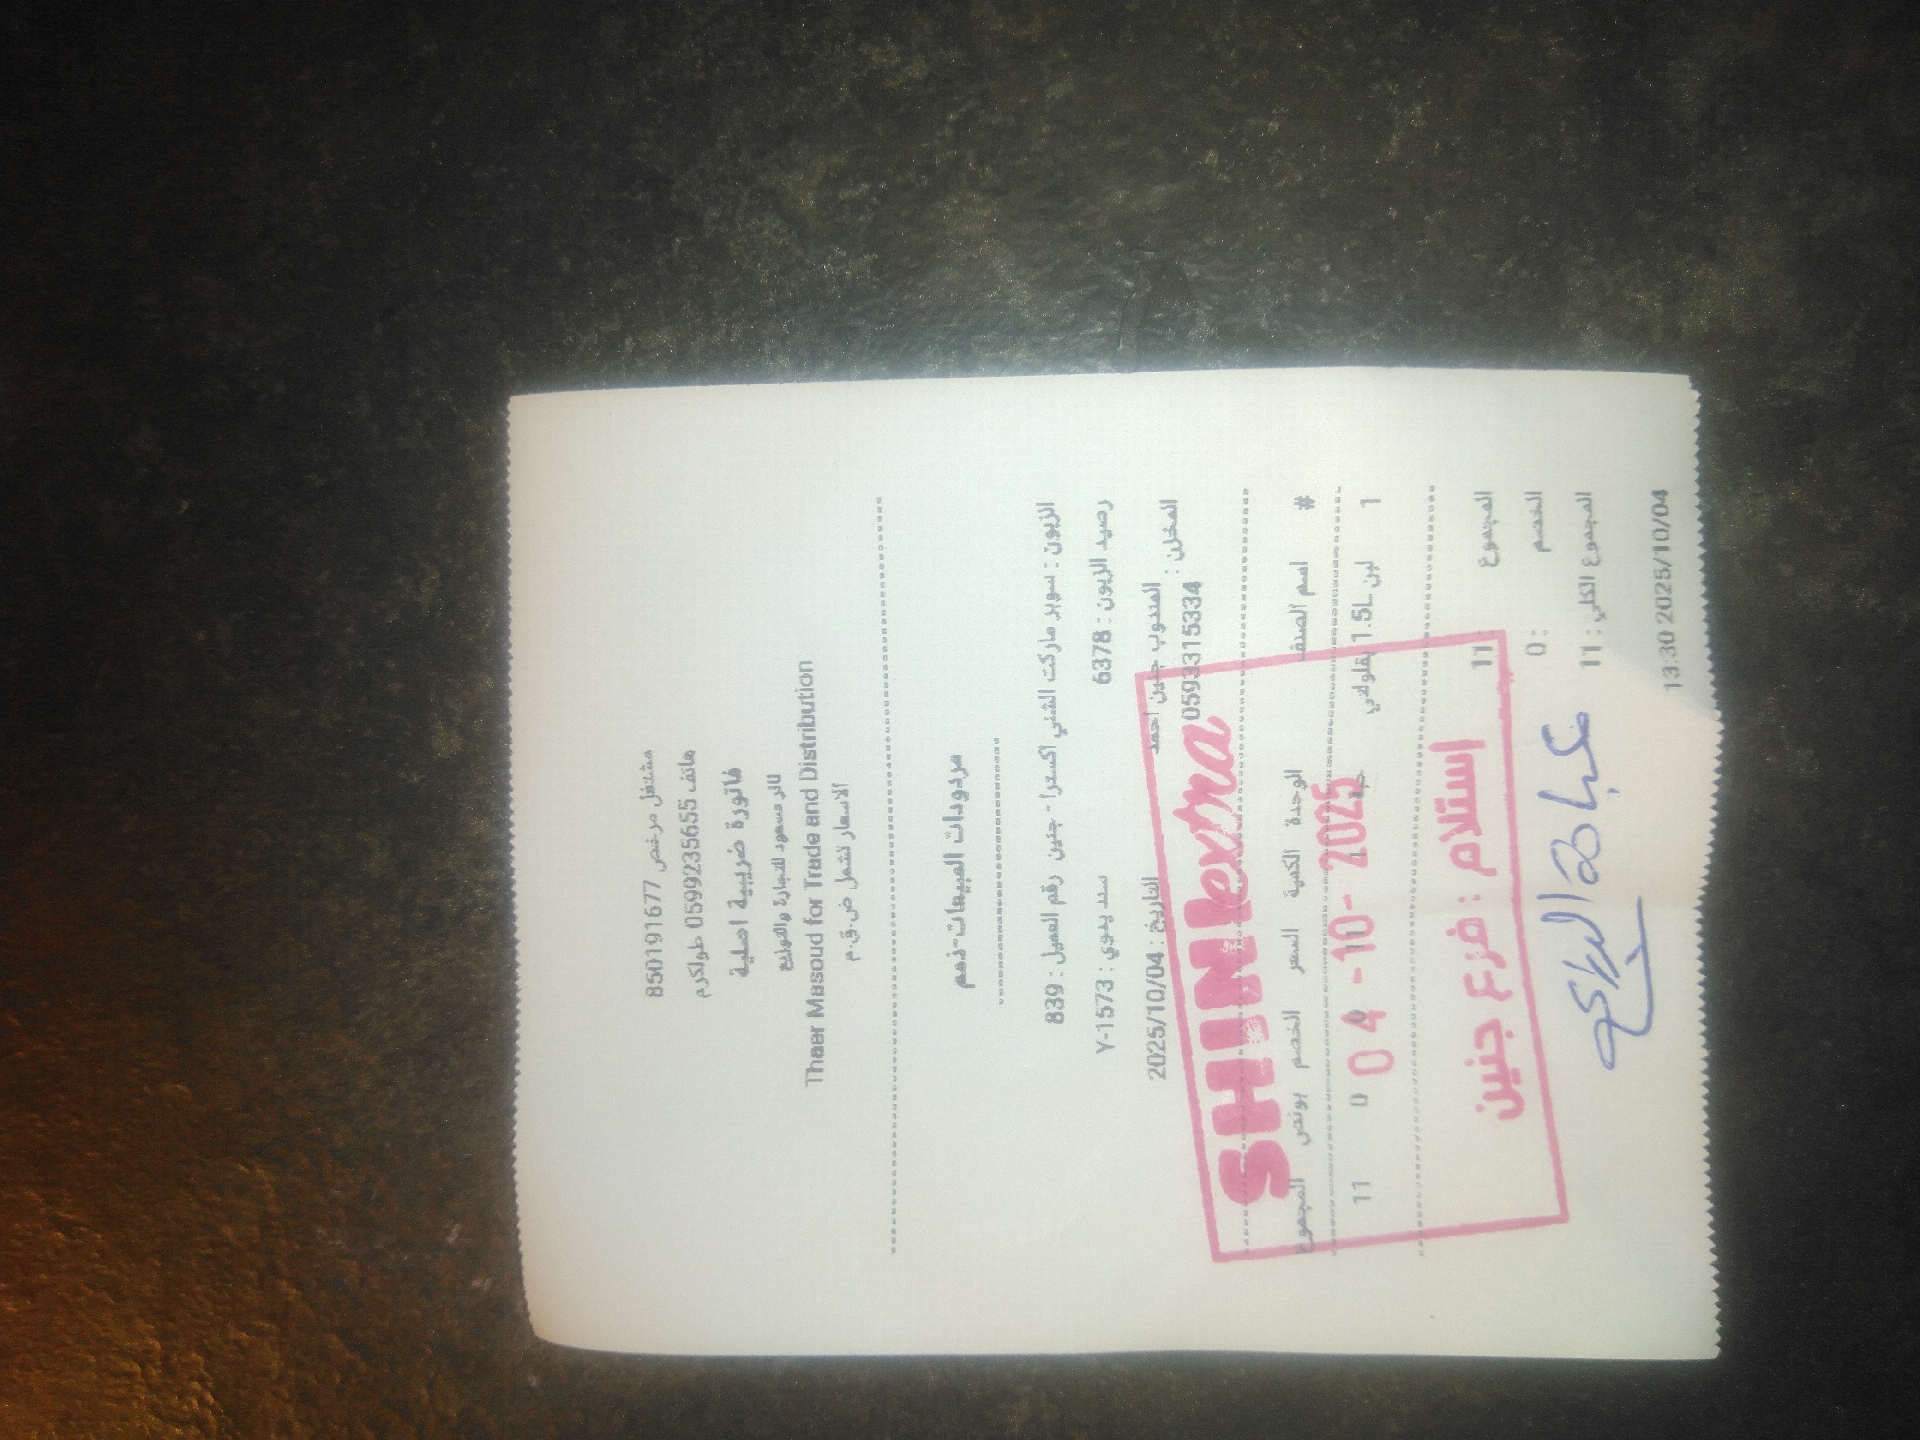 مشتغل مرخص 850191677
هاتف 0599235655 طولكرم
فاتورة ضريبية اصلية
ثائر مسعود للتجارة والتوزيع
Thaer Masoud for Trade and Distribution
الاسعار تشمل ض.ق.م
مردودات المبيعات-ذمم
الزبون : سوبر ماركت الشني أكسترا - جنين رقم العميل : 839
رصيد الزبون : 6378 سند يدوي : Y-1573
المخزن : المندوب جنين احمد 0593315334 التاريخ : 2025/10/04
SHINI extra
# اسم الصنف الوحدة الكمية السعر الخصم بونص المجموع
1 لبن 1.5L 0 11
04 -10- 2025
استلام : فرع جنين
المجموع : 11
الخصم : 0
المجموع الكلي : 11
13:30 2025/10/04